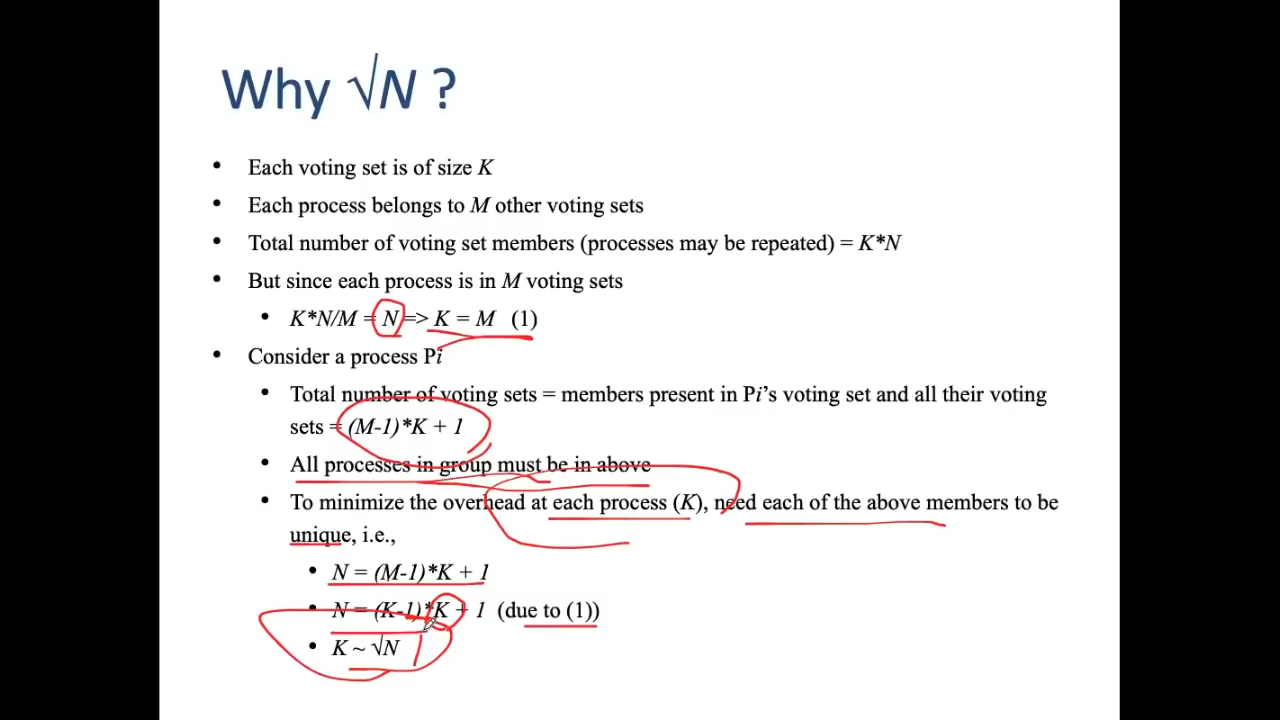 Why √N ?
• Each voting set is of size K
• Each process belongs to M other voting sets
• Total number of voting set members (processes may be repeated) = K*N
• But since each process is in M voting sets
• K*N/M = N => K = M (1)
• Consider a process Pi
• Total number of voting sets = members present in Pi’s voting set and all their voting
sets = (M-1)*K + 1
• All processes in group must be in above
• To minimize the overhead at each process (K), need each of the above members to be
unique, i.e.,
• N = (M-1)*K + 1
• N = (K-1)*K + 1 (due to (1))
• K ~ √N